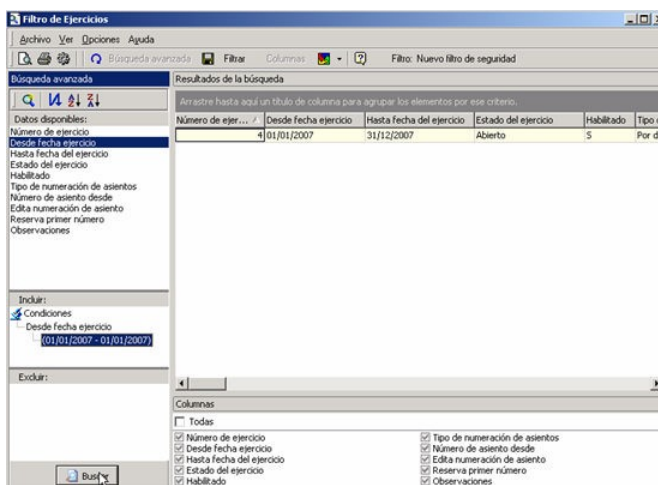 Filtro de Ejercicios
Archivo Ver Opciones Ayuda
Búsqueda avanzada Filtrar Columnas Filtro: Nuevo filtro de seguridad
Búsqueda avanzada
Datos disponibles:
Número de ejercicio
Desde fecha ejercicio
Hasta fecha del ejercicio
Estado del ejercicio
Habilitado
Tipo de numeración de asientos
Número de asiento desde
Edita numeración de asiento
Reserva primer número
Observaciones
Incluir:
Condiciones
Desde fecha ejercicio
(01/01/2007 - 01/01/2007)
Excluir:
Buscar
Resultados de la búsqueda
Arrastre hasta aquí un título de columna para agrupar los elementos por ese criterio.
Número de ejer... Desde fecha ejercicio Hasta fecha del ejercicio Estado del ejercicio Habilitado Tipo
4 01/01/2007 31/12/2007 Abierto S Por d
Columnas
Todas
Número de ejercicio Tipo de numeración de asientos
Desde fecha ejercicio Número de asiento desde
Hasta fecha del ejercicio Edita numeración de asiento
Estado del ejercicio Reserva primer número
Habilitado Observaciones